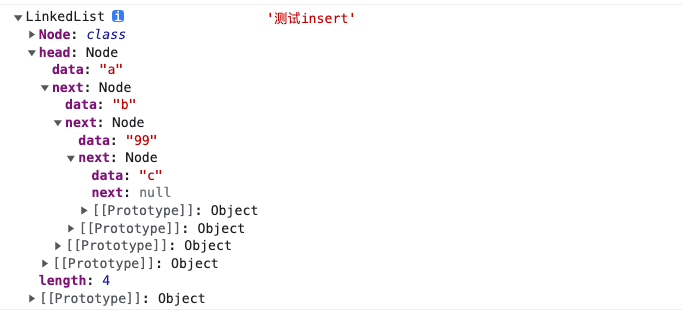 LinkedList i '测试insert'
Node: class
head: Node
data: "a"
next: Node
data: "b"
next: Node
data: "99"
next: Node
data: "c"
next: null
[[Prototype]]: Object
[[Prototype]]: Object
[[Prototype]]: Object
[[Prototype]]: Object
length: 4
[[Prototype]]: Object